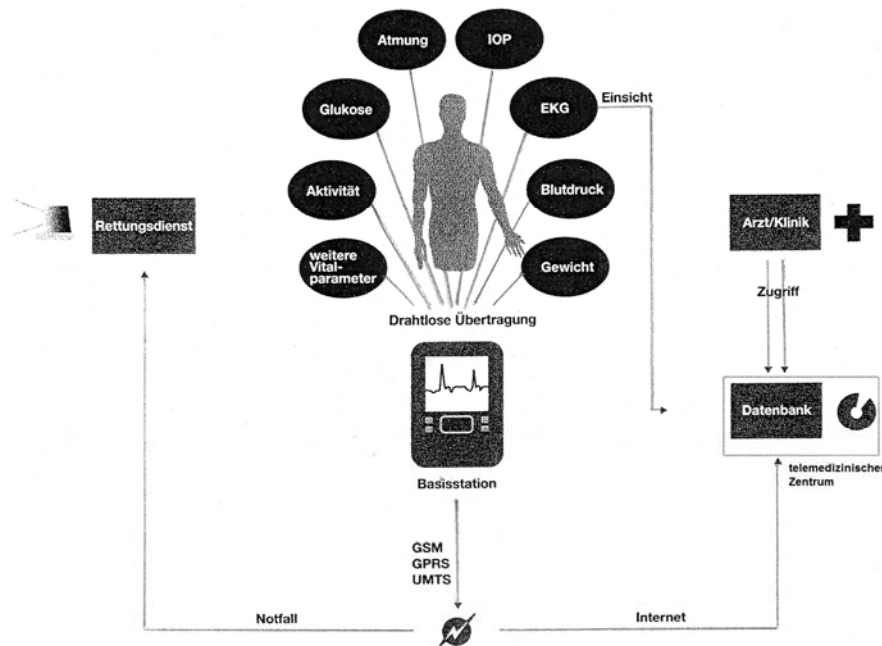 Atmung
IOP
Glukose
EKG
Einsicht
Aktivität
Blutdruck
Rettungsdienst
Arzt/Klinik
weitere
Vital-
parameter
Gewicht
Zugriff
Drahtlose Übertragung
Datenbank
telemedizinisches
Zentrum
Basisstation
GSM
GPRS
UMTS
Notfall
Internet